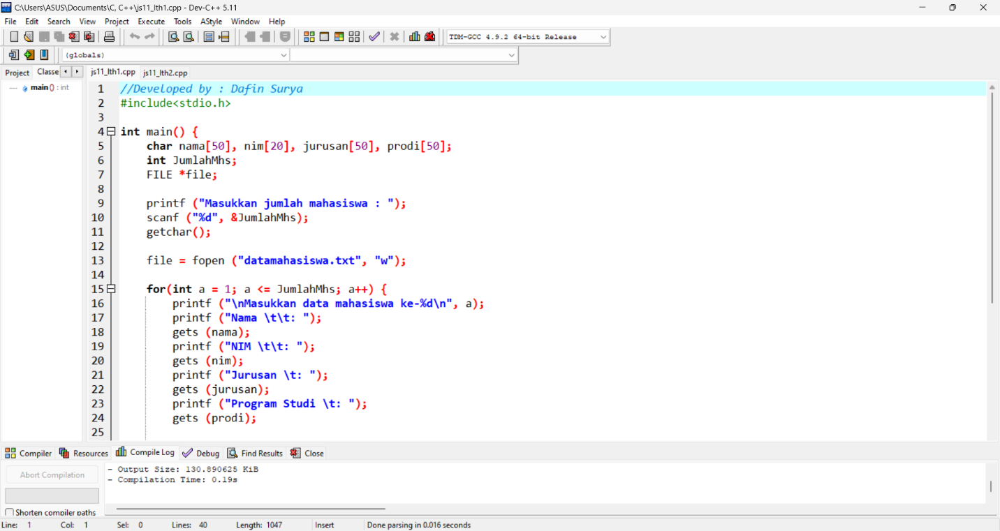 C:\Users\ASUS\Documents\C, C++\js11_lth1.cpp - Dev-C++ 5.11
File Edit Search View Project Execute Tools AStyle Window Help
TDM-GCC 4.9.2 64-bit Release
(globals)
Project Classe js11_lth1.cpp js11_lth2.cpp
main () : int
1 //Developed by : Dafin Surya
2 #include<stdio.h>
3
4 int main() {
5 char nama[50], nim[20], jurusan[50], prodi[50];
6 int JumlahMhs;
7 FILE *file;
8
9 printf ("Masukkan jumlah mahasiswa : ");
10 scanf ("%d", &JumlahMhs);
11 getchar();
12
13 file = fopen ("datamahasiswa.txt", "w");
14
15 for(int a = 1; a <= JumlahMhs; a++) {
16 printf ("\nMasukkan data mahasiswa ke-%d\n", a);
17 printf ("Nama \t\t: ");
18 gets (nama);
19 printf ("NIM \t\t: ");
20 gets (nim);
21 printf ("Jurusan \t: ");
22 gets (jurusan);
23 printf ("Program Studi \t: ");
24 gets (prodi);
25
Compiler Resources Compile Log Debug Find Results Close
Abort Compilation
Shorten compiler paths
- Output Size: 130.890625 KiB
- Compilation Time: 0.19s
Line: 1 Col: 1 Sel: 0 Lines: 40 Length: 1047 Insert Done parsing in 0.016 seconds